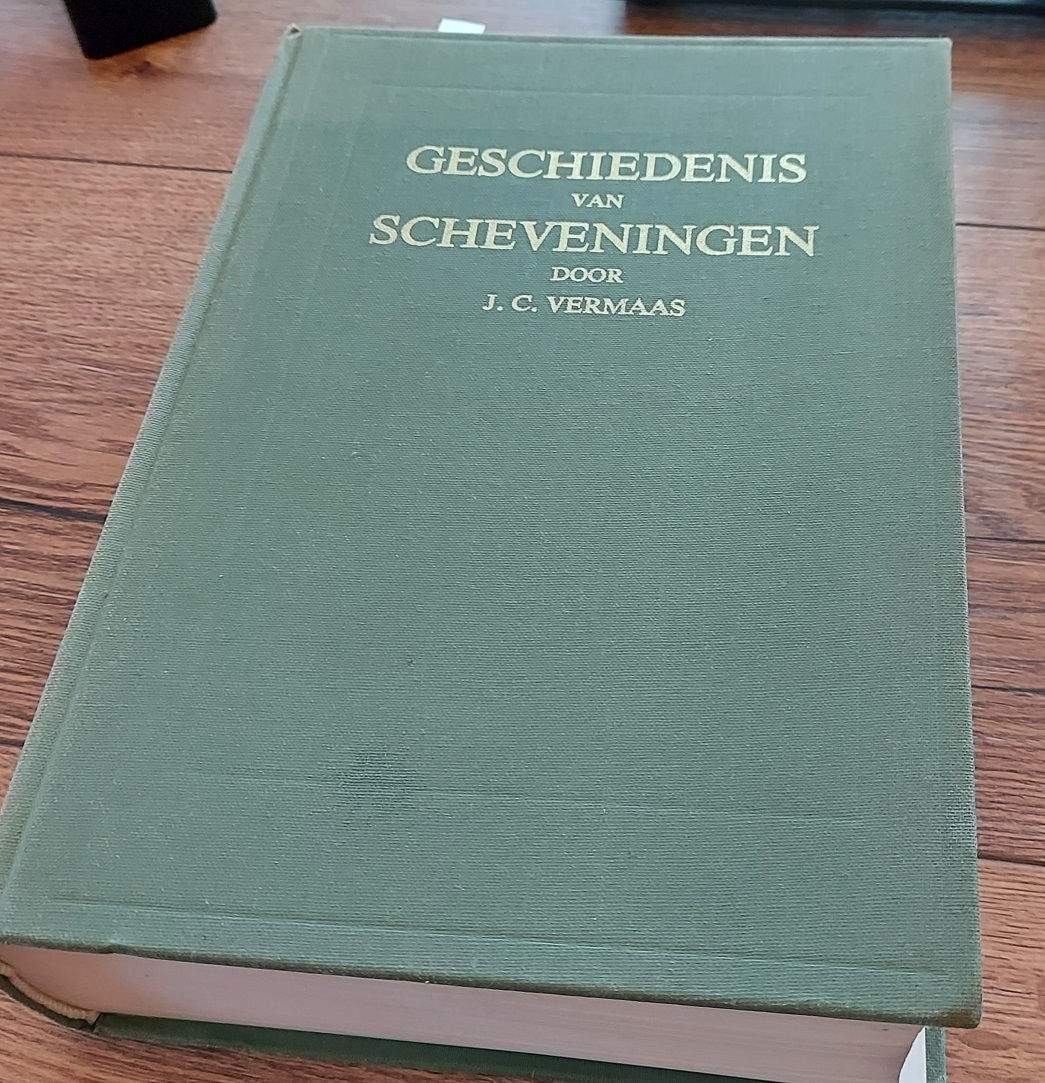 GESCHIEDENIS
VAN
SCHEVENINGEN
DOOR
J. C. VERMAAS